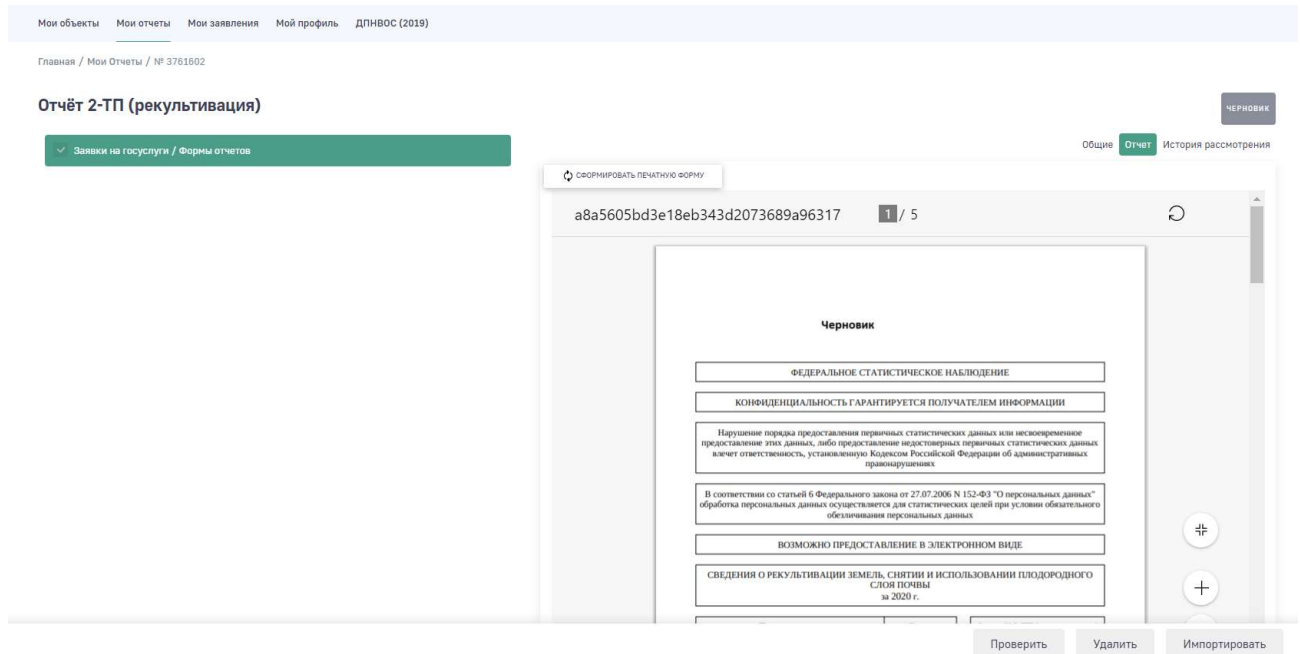 Мои объекты Мои отчеты Мои заявления Мой профиль ДПНВОС (2019)
Главная / Мои Отчеты / № 3761602
Отчёт 2-ТП (рекультивация)
ЧЕРНОВИК
Заявки на госуслуги / Формы отчетов
Общие Отчет История рассмотрения
СФОРМИРОВАТЬ ПЕЧАТНУЮ ФОРМУ
a8a5605bd3e18eb343d2073689a96317 1 / 5
Черновик
ФЕДЕРАЛЬНОЕ СТАТИСТИЧЕСКОЕ НАБЛЮДЕНИЕ
КОНФИДЕНЦИАЛЬНОСТЬ ГАРАНТИРУЕТСЯ ПОЛУЧАТЕЛЕМ ИНФОРМАЦИИ
Нарушение порядка предоставления первичных статистических данных или несвоевременное
предоставление этих данных, либо предоставление недостоверных первичных статистических данных
влечет ответственность, установленную Кодексом Российской Федерации об административных
правонарушениях
В соответствии со статьей 6 Федерального закона от 27.07.2006 N 152-ФЗ "О персональных данных"
обработка персональных данных осуществляется для статистических целей при условии обязательного
обезличивания персональных данных
ВОЗМОЖНО ПРЕДОСТАВЛЕНИЕ В ЭЛЕКТРОННОМ ВИДЕ
СВЕДЕНИЯ О РЕКУЛЬТИВАЦИИ ЗЕМЕЛЬ, СНЯТИИ И ИСПОЛЬЗОВАНИИ ПЛОДОРОДНОГО
СЛОЯ ПОЧВЫ
за 2020 г.
Проверить Удалить Импортировать